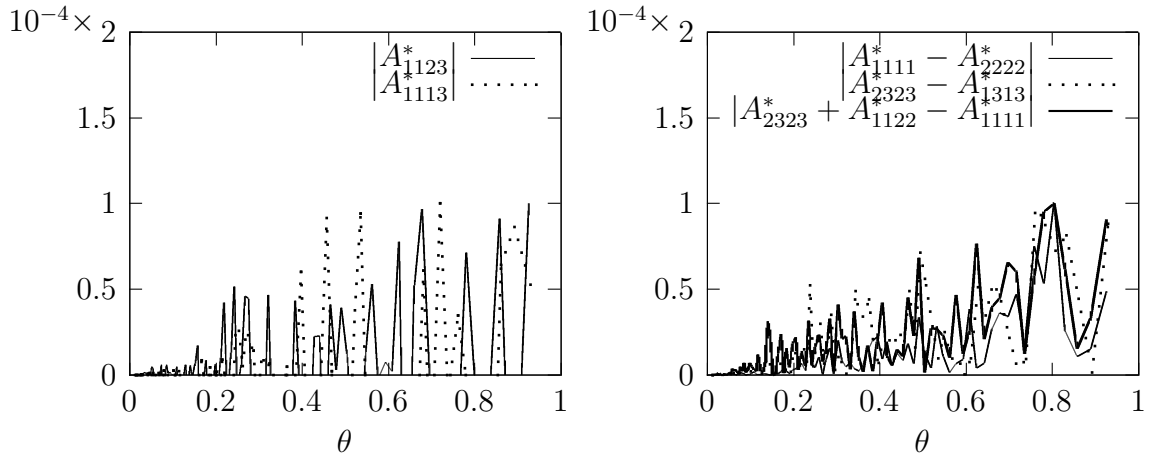 10⁻⁴×
2
1.5
1
0.5
0
0 0.2 0.4 0.6 0.8 1
θ
|A*₁₁₂₃|
|A*₁₁₁₃|
10⁻⁴×
2
1.5
1
0.5
0
0 0.2 0.4 0.6 0.8 1
θ
|A*₁₁₁₁ − A*₂₂₂₂|
|A*₂₃₂₃ − A*₁₃₁₃|
|A*₂₃₂₃ + A*₁₁₂₂ − A*₁₁₁₁|